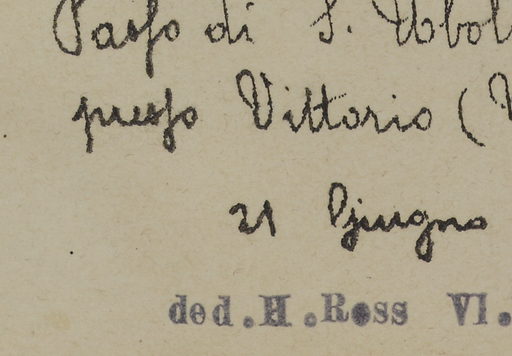 Passo di S. Ubol
presso Vittorio (V
21 Giugno
ded. H. Ross VI.